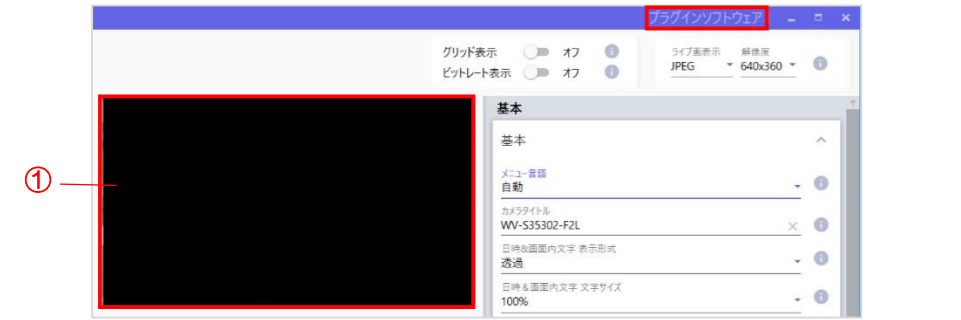 プラグインソフトウェア
グリッド表示 オフ
ビットレート表示 オフ
ライブ画表示 解像度
JPEG 640x360
①
基本
基本
メニュー言語
自動
カメラタイトル
WV-S35302-F2L
日時&画面内文字 表示形式
透過
日時&画面内文字 文字サイズ
100%